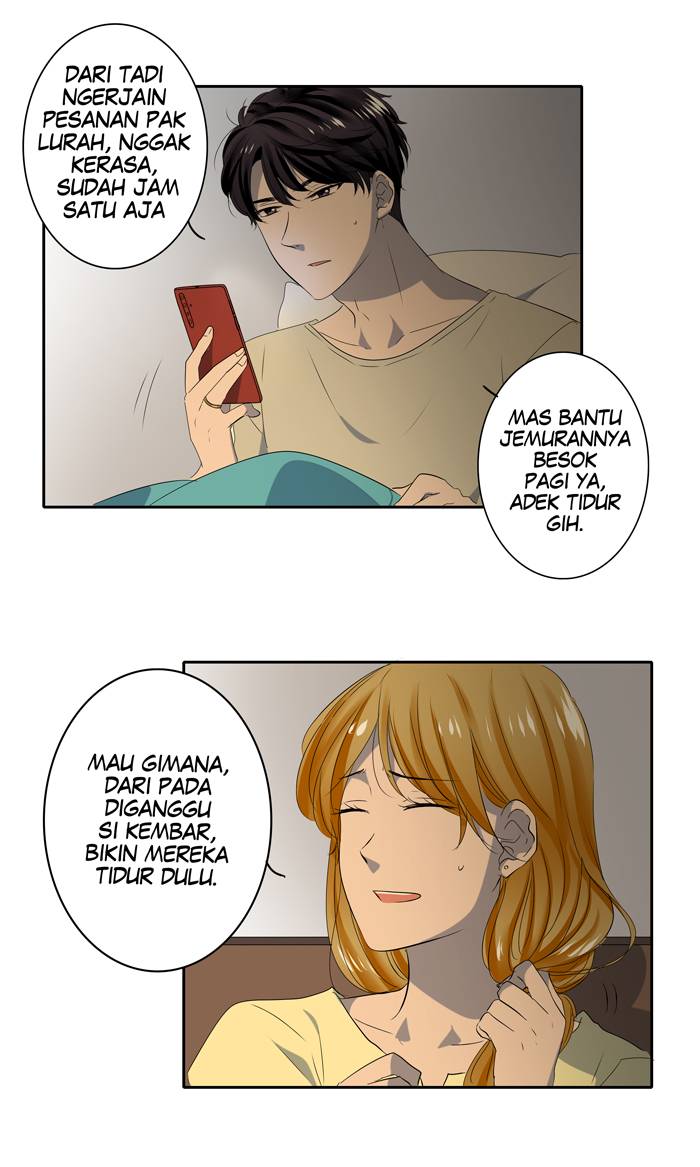 DARI TADI
NGERJAIN
PESANAN PAK
LURAH, NGGAK
KERASA,
SUDAH JAM
SATU AJA
MAS BANTU
JEMURANNYA
BESOK
PAGI YA,
ADEK TIDUR
GIH.
MAU GIMANA,
DARI PADA
DIGANGGU
SI KEMBAR,
BIKIN MEREKA
TIDUR DULU.